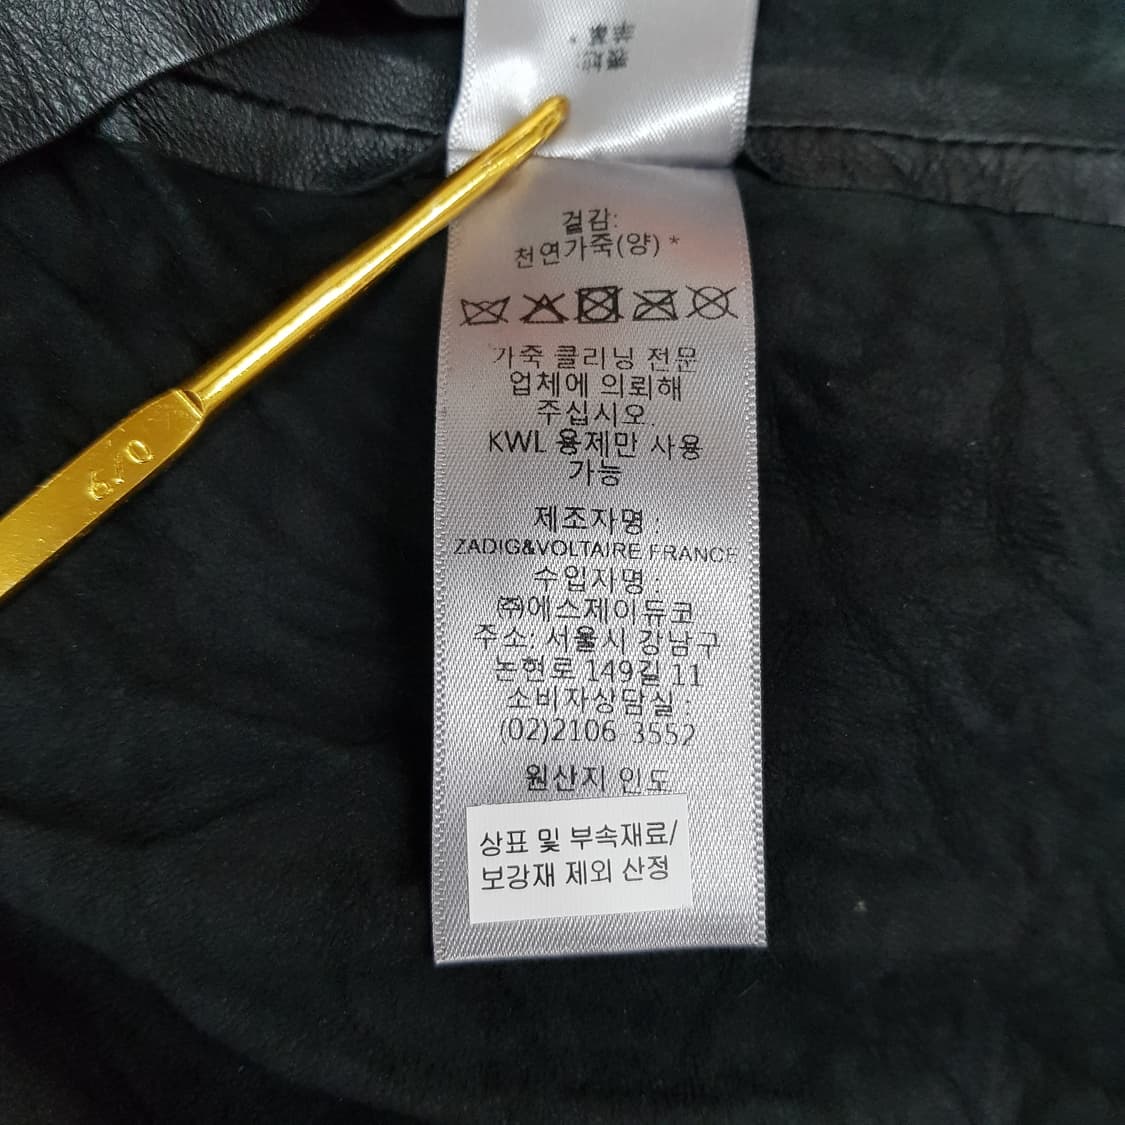 6/0
겉감:
천연가죽(양) *
가죽 클리닝 전문
업체에 의뢰해
주십시오.
KWL 용제만 사용
가능
제조자명 :
ZADIG&VOLTAIRE FRANCE
수입자명 :
㈜에스제이듀코
주소: 서울시 강남구
논현로 149길 11
소비자상담실 :
(02)2106 3552
원산지 인도
상표 및 부속재료/
보강재 제외 산정